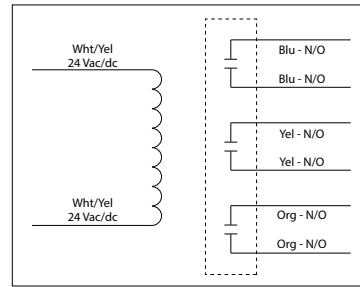 Wht/Yel
24 Vac/dc
Wht/Yel
24 Vac/dc
Blu - N/O
Blu - N/O
Yel - N/O
Yel - N/O
Org - N/O
Org - N/O